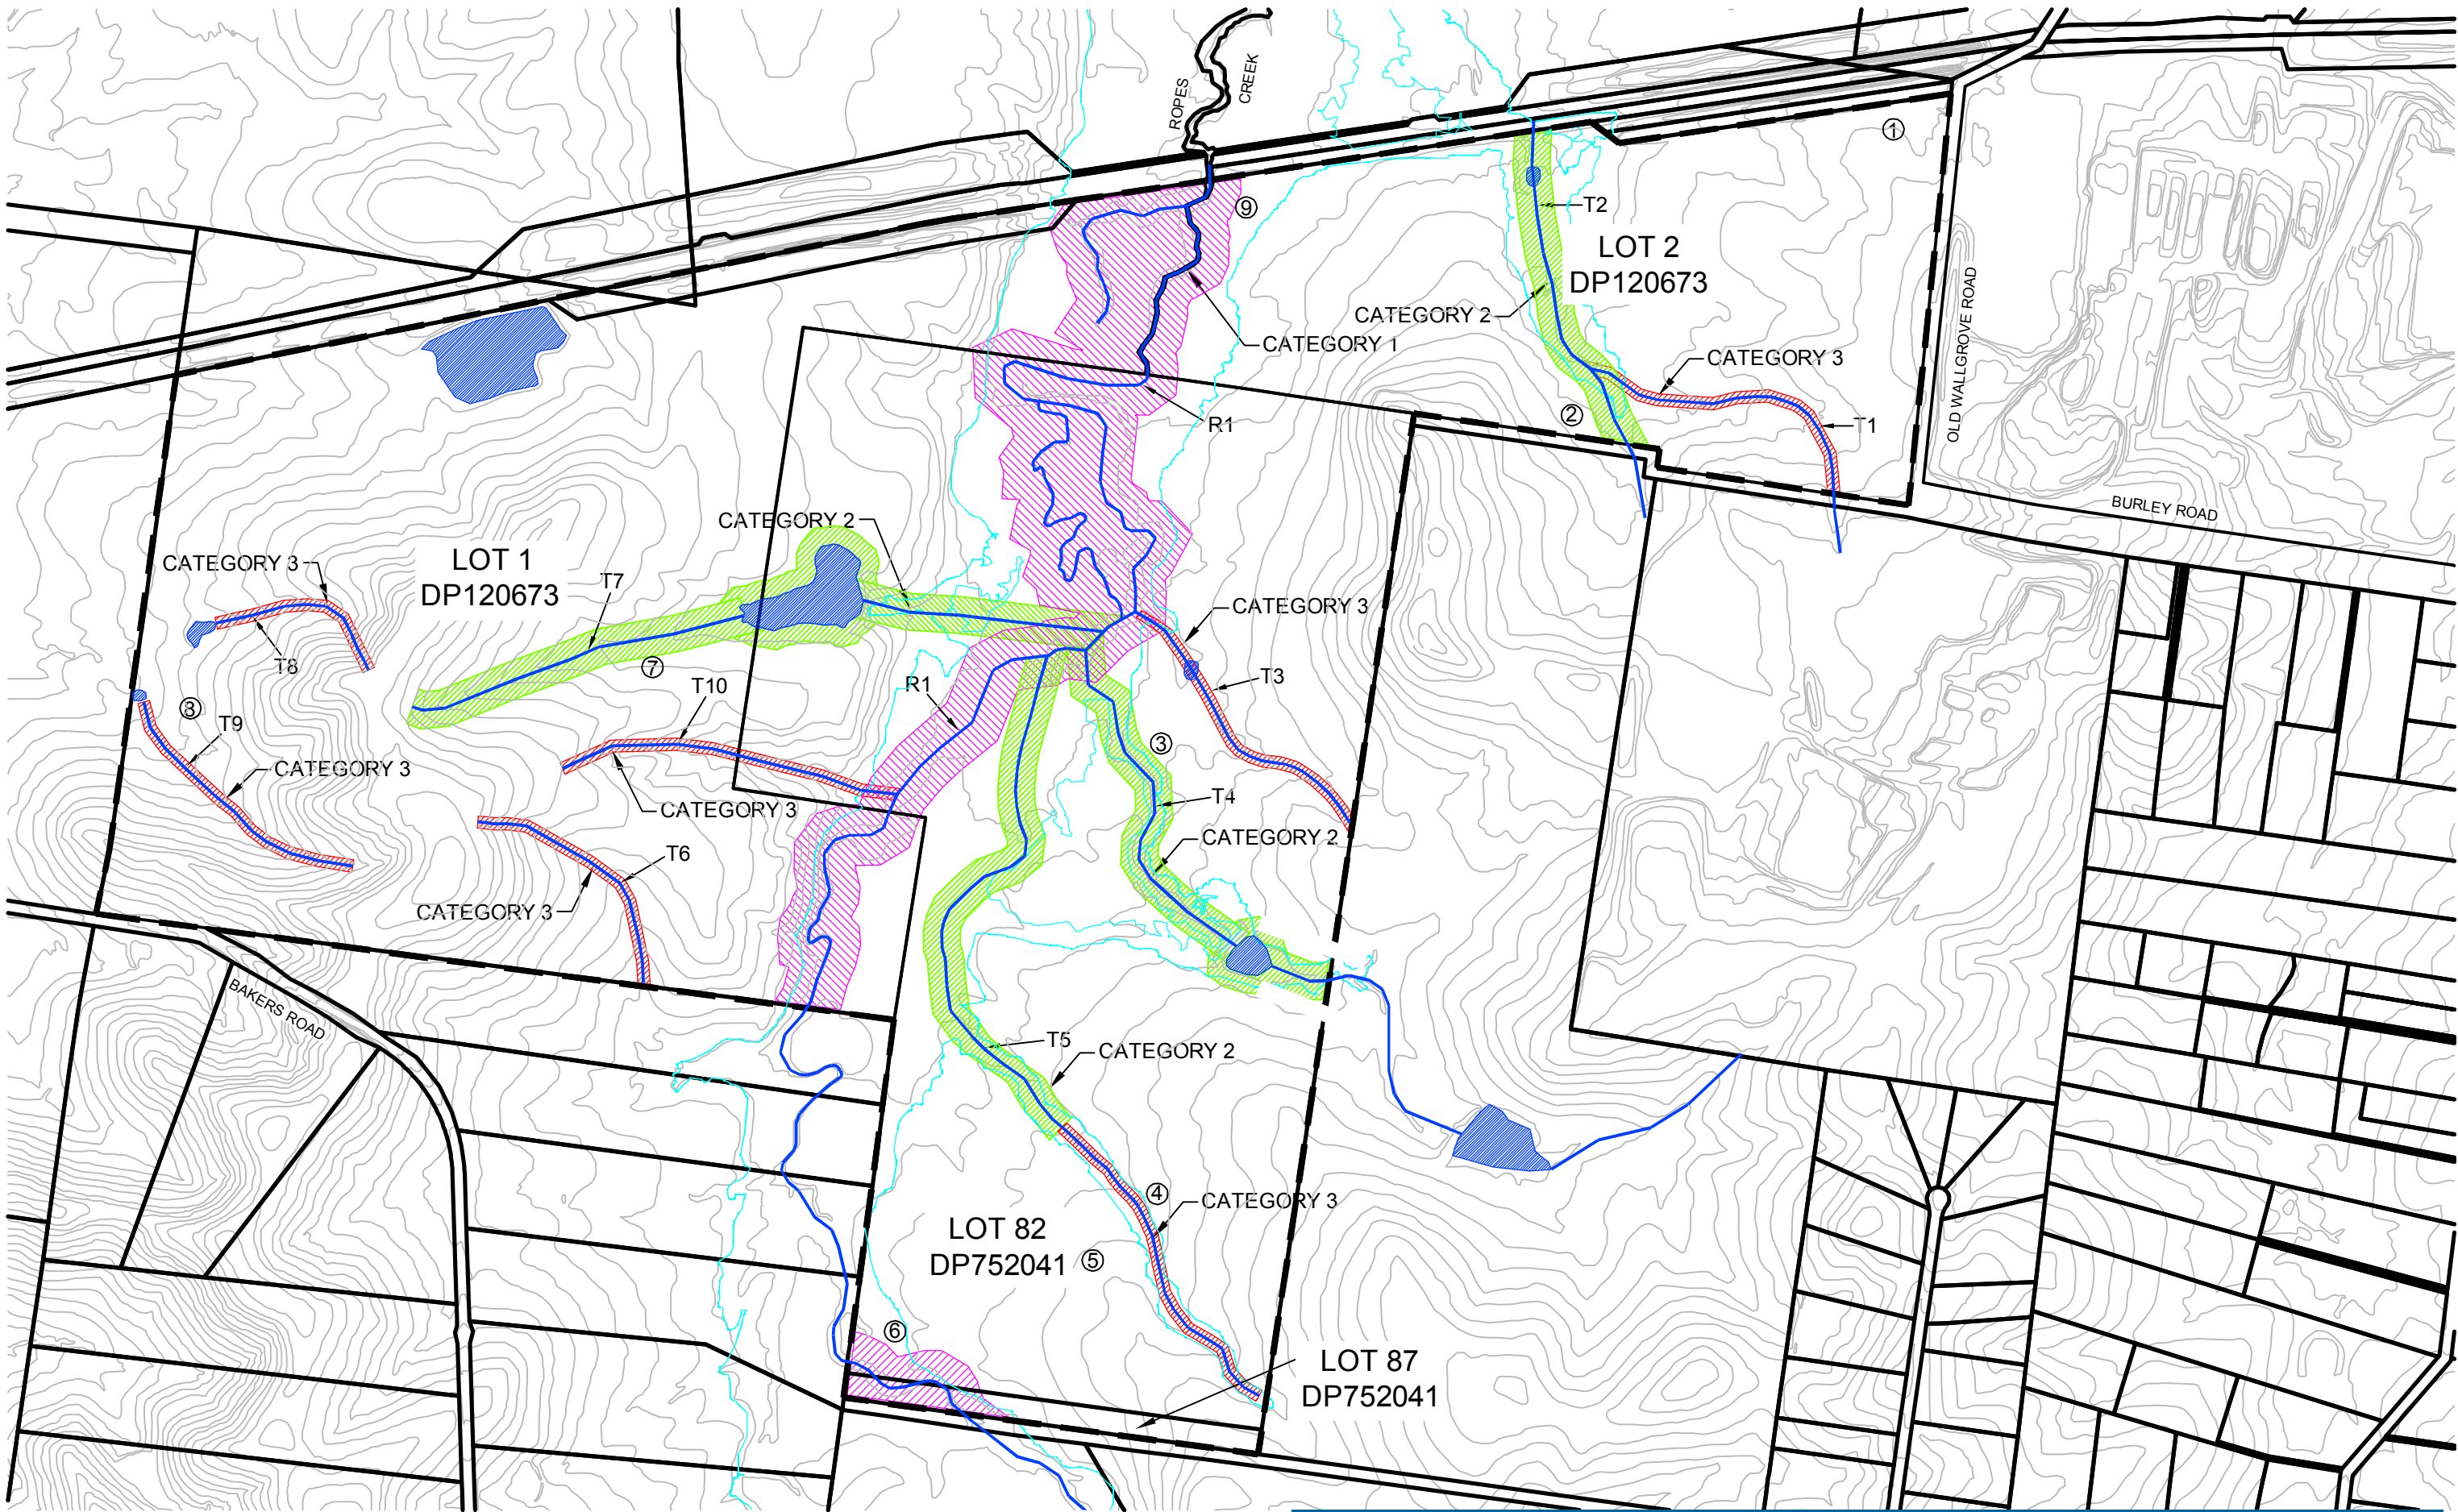 ROPES
CREEK
①
⑨
T2
LOT 2
DP120673
CATEGORY 2
CATEGORY 1
CATEGORY 3
OLD WALLGROVE ROAD
②
R1
T1
BURLEY ROAD
CATEGORY 2
LOT 1
DP120673
CATEGORY 3
T7
CATEGORY 3
T8
⑦
T10
R1
T3
⑧
T9
③
CATEGORY 3
CATEGORY 3
T4
CATEGORY 2
T6
CATEGORY 3
BAKERS ROAD
T5
CATEGORY 2
④
CATEGORY 3
LOT 82
DP752041
⑤
⑥
LOT 87
DP752041